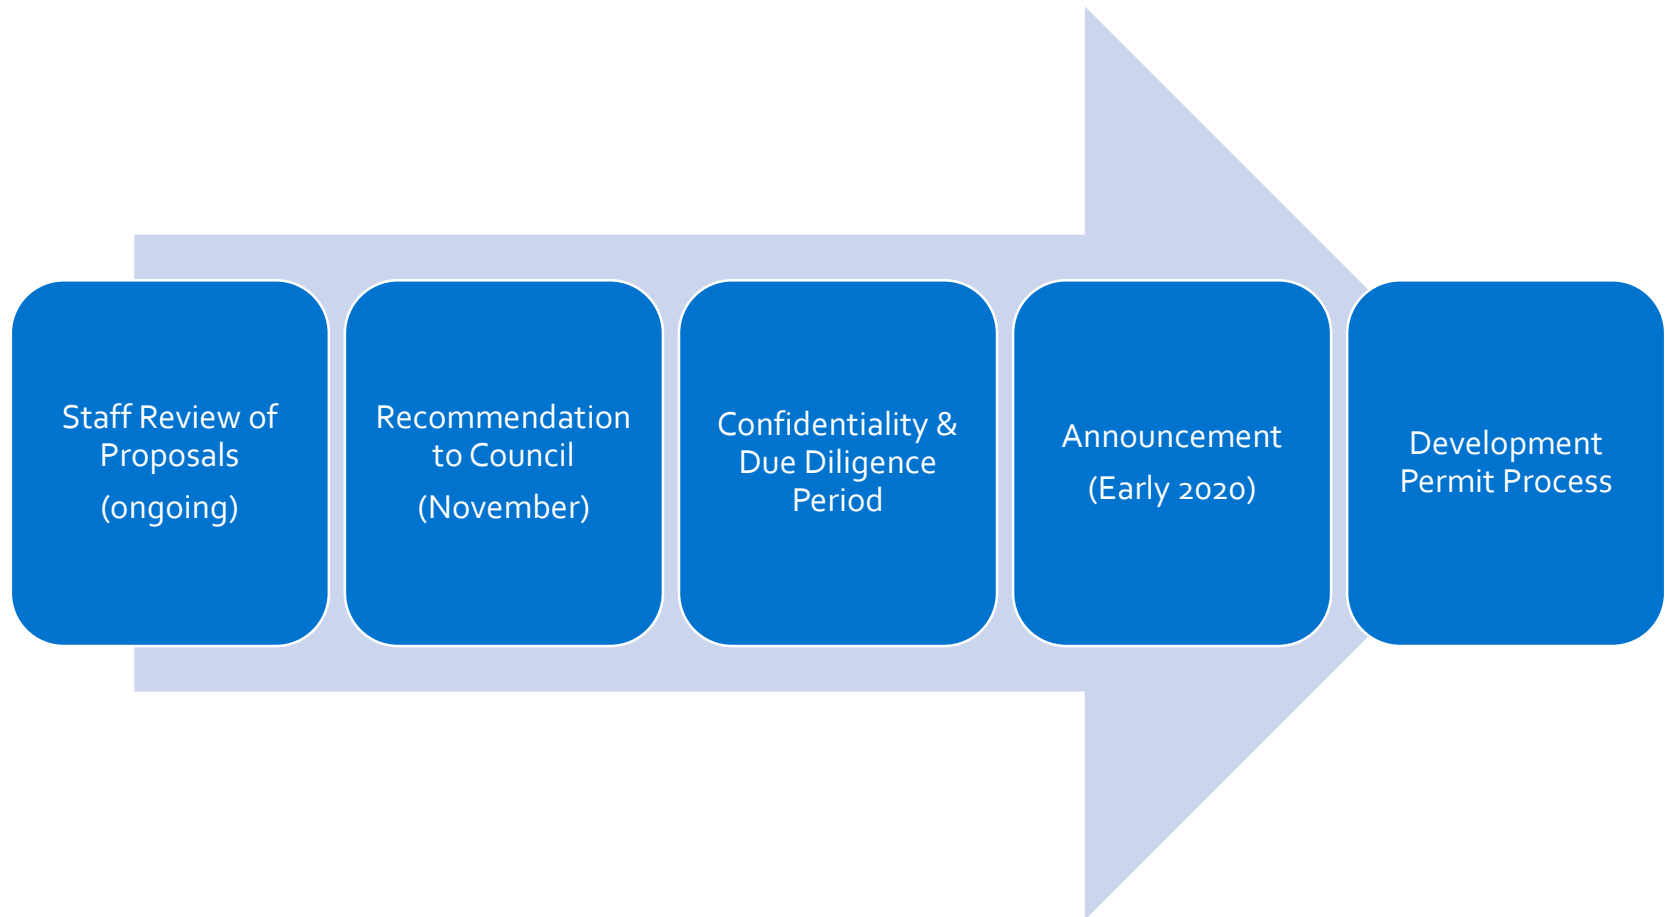 Staff Review of
Proposals
(ongoing)
Recommendation
to Council
(November)
Confidentiality &
Due Diligence
Period
Announcement
(Early 2020)
Development
Permit Process